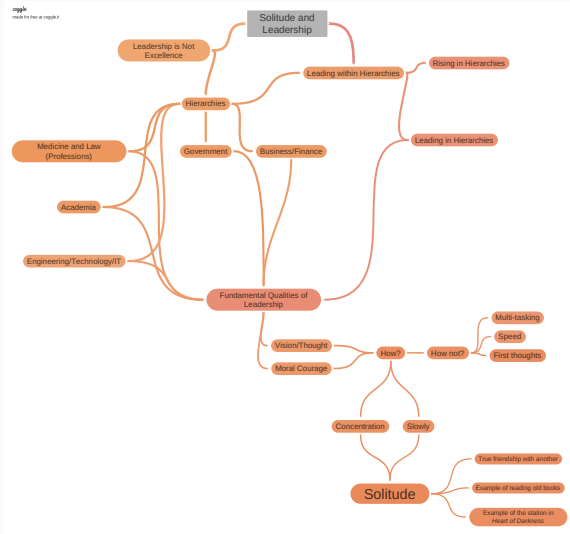 coggle
made for free at coggle.it
Solitude and
Leadership
Leadership is Not
Excellence
Rising in Hierarchies
Leading within Hierarchies
Hierarchies
Leading in Hierarchies
Medicine and Law
(Professions)
Government
Business/Finance
Academia
Engineering/Technology/IT
Fundamental Qualities of
Leadership
Multi-tasking
Speed
Vision/Thought
How?
How not?
First thoughts
Moral Courage
Concentration
Slowly
True friendship with another
Example of reading old books
Solitude
Example of the station in
Heart of Darkness